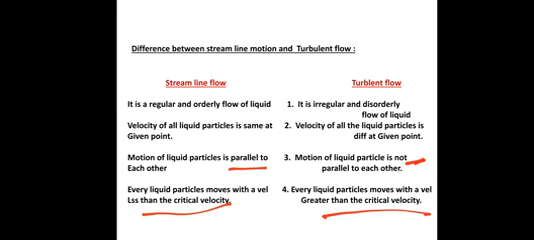 Difference between stream line motion and Turbulent flow :
Stream line flow
It is a regular and orderly flow of liquid
Velocity of all liquid particles is same at
Given point.
Motion of liquid particles is parallel to
Each other
Every liquid particles moves with a vel
Lss than the critical velocity.
Turblent flow
1. It is irregular and disorderly
flow of liquid
2. Velocity of all the liquid particles is
diff at Given point.
3. Motion of liquid particle is not
parallel to each other.
4. Every liquid particles moves with a vel
Greater than the critical velocity.